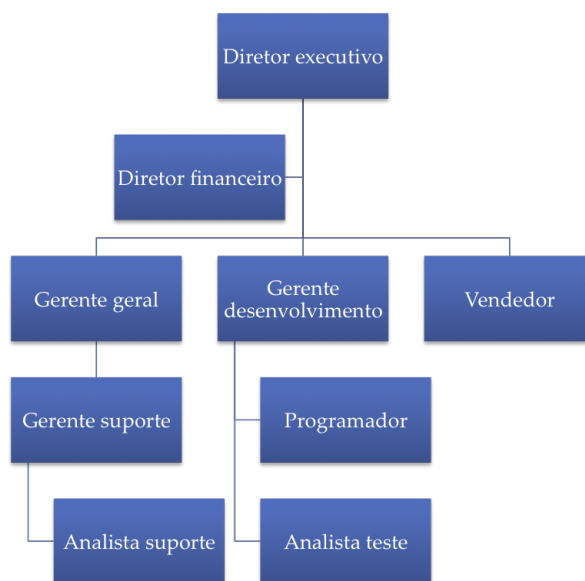 Diretor executivo
Diretor financeiro
Gerente geral
Gerente
desenvolvimento
Vendedor
Gerente suporte
Programador
Analista suporte
Analista teste